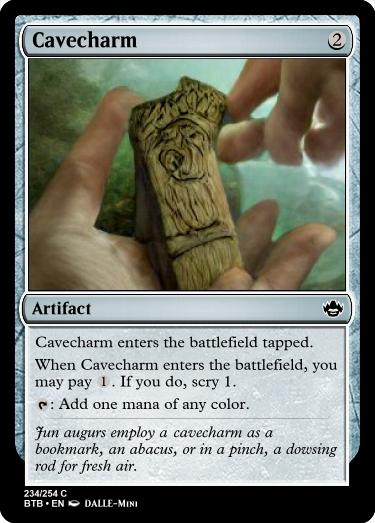 Cavecharm
2
Artifact
Cavecharm enters the battlefield tapped.
When Cavecharm enters the battlefield, you
may pay 1. If you do, scry 1.
: Add one mana of any color.
Jun augurs employ a cavecharm as a
bookmark, an abacus, or in a pinch, a dowsing
rod for fresh air.
234/254 C
BTB • EN DALLE-Mini